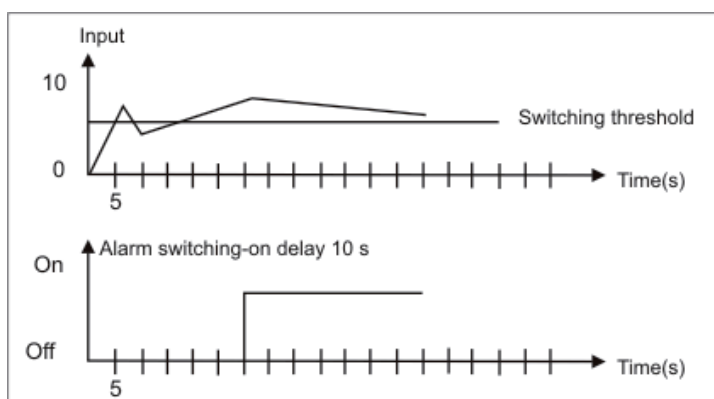 Input
10
Switching threshold
0
Time(s)
5
Alarm switching-on delay 10 s
On
Off
Time(s)
5